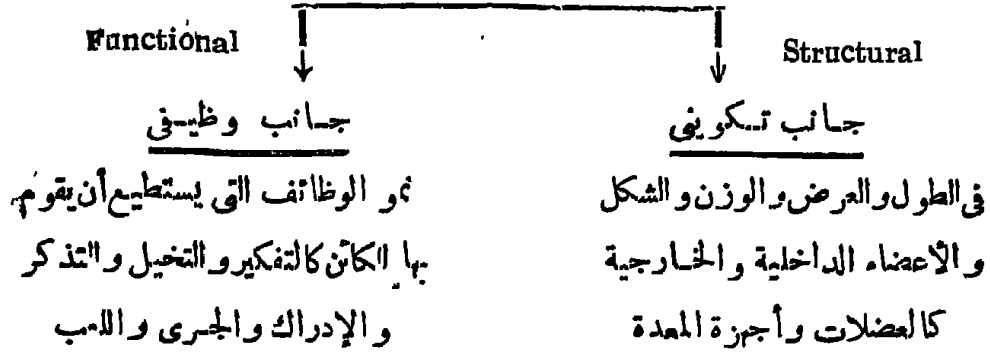 Structural
جانب تكوينى
فى الطول والعرض والوزن والشكل
والأعضاء الداخلية والخارجية
كالعضلات وأجهزة المعدة
Functional
جانب وظيفى
نمو الوظائف التى يستطيع أن يقوم
بها الكائن كالتفكير والتخيل والتذكر
والإدراك والجرى واللعب